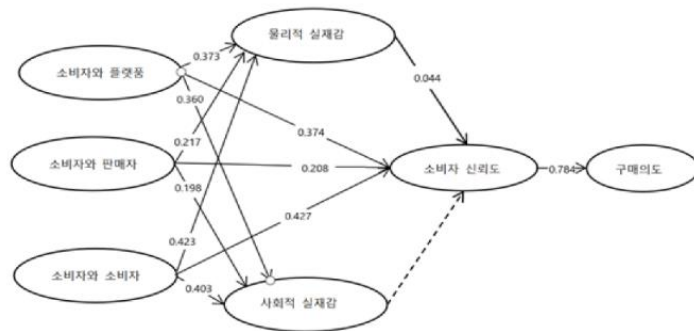 물리적 실재감
0.373
0.044
소비자와 플랫폼
0.360
0.374
0.217
소비자와 판매자
0.208
소비자 신뢰도
0.784
구매의도
0.198
0.427
0.423
소비자와 소비자
0.403
사회적 실재감